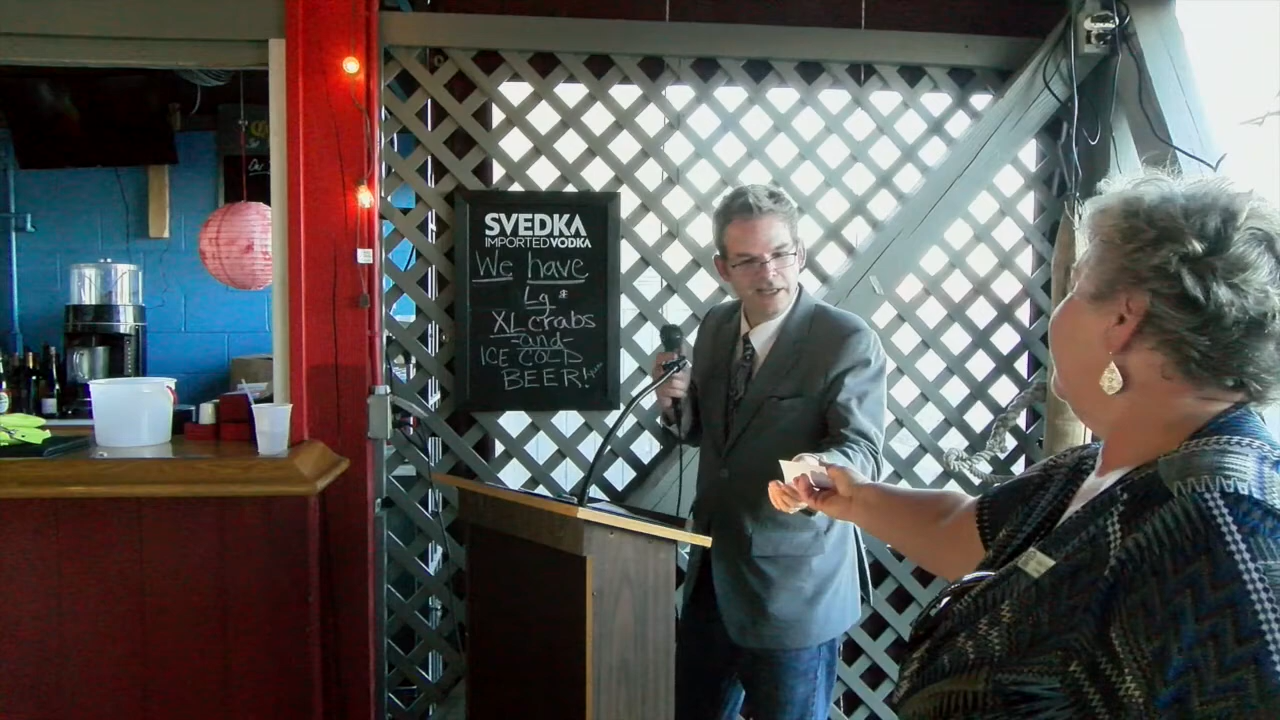 SVEDKA
IMPORTED VODKA
We have
Lg &
XL crabs
-and-
ICE COLD
BEER!